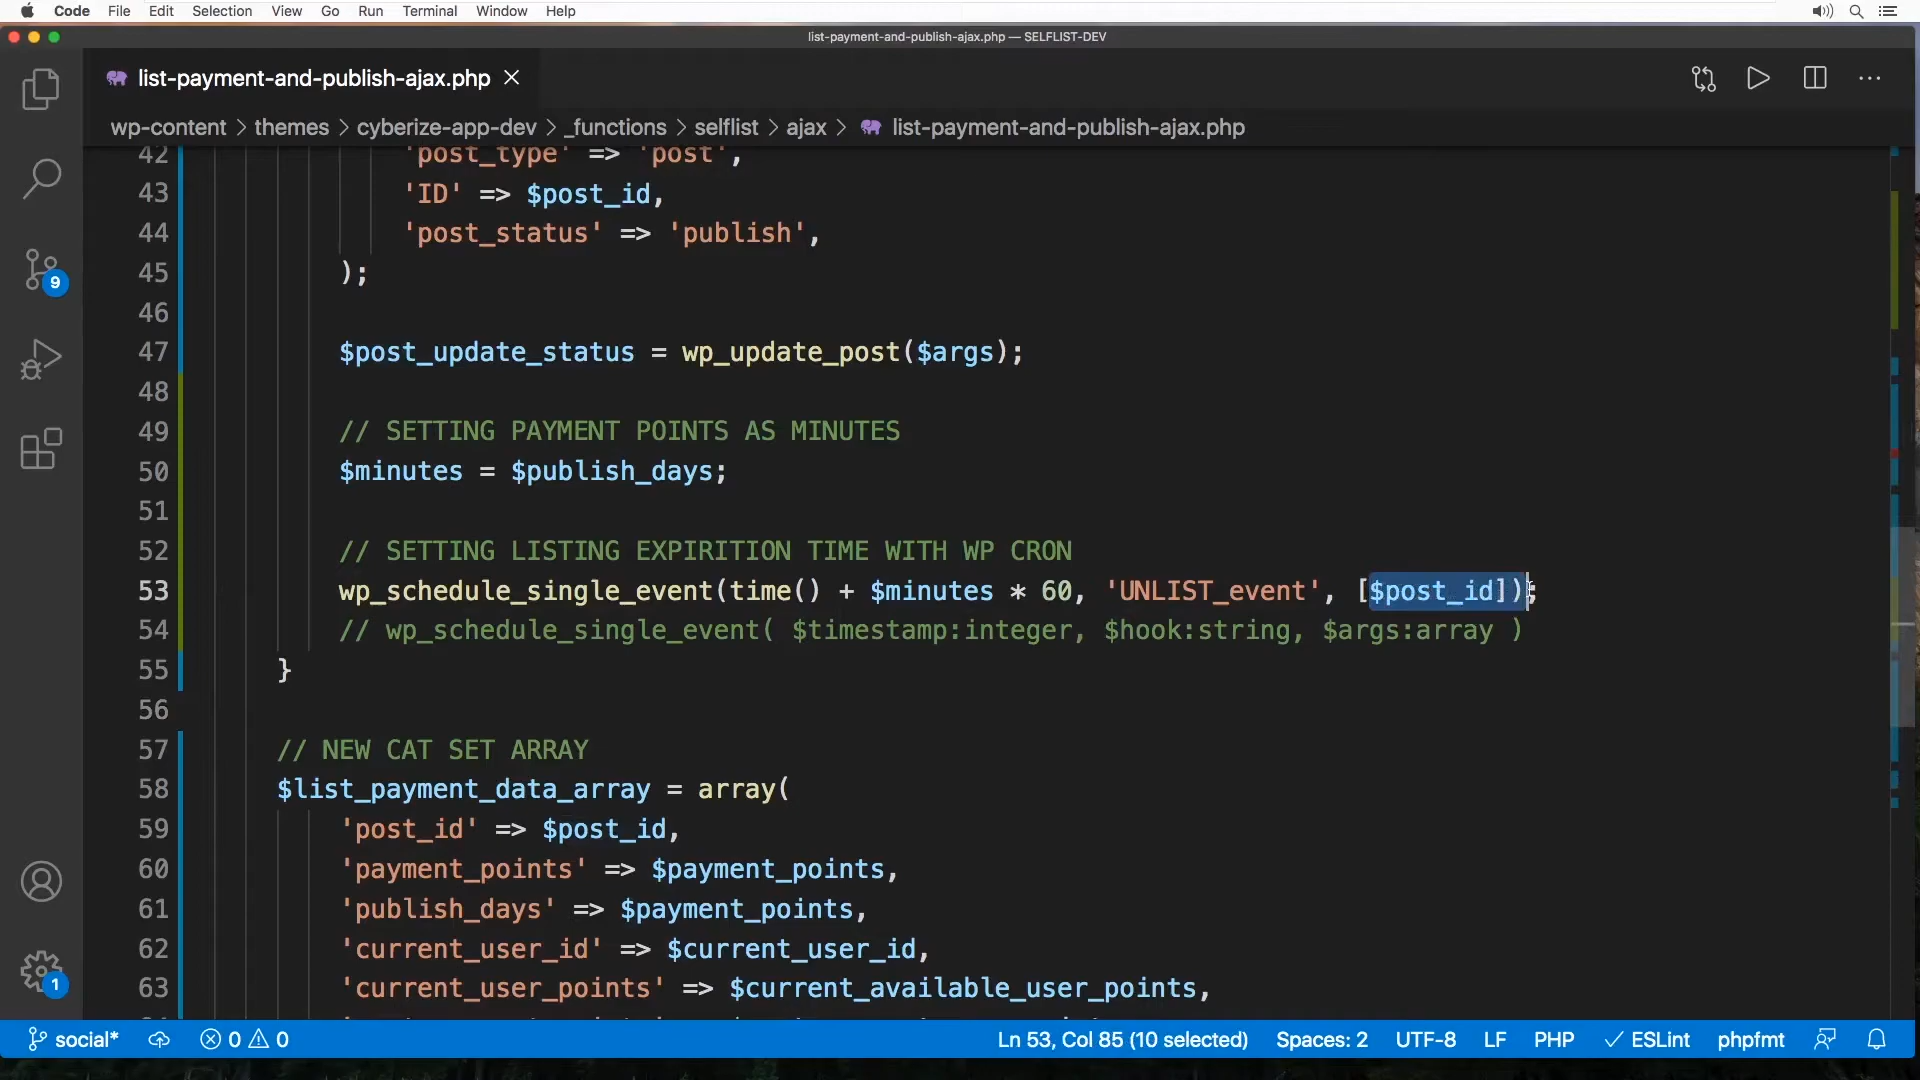 Code File Edit Selection View Go Run Terminal Window Help
list-payment-and-publish-ajax.php — SELFLIST-DEV
list-payment-and-publish-ajax.php
wp-content > themes > cyberize-app-dev > _functions > selflist > ajax > list-payment-and-publish-ajax.php
42 'post_type' => 'post',
43 'ID' => $post_id,
44 'post_status' => 'publish',
45 );
46
47 $post_update_status = wp_update_post($args);
48
49 // SETTING PAYMENT POINTS AS MINUTES
50 $minutes = $publish_days;
51
52 // SETTING LISTING EXPIRITION TIME WITH WP CRON
53 wp_schedule_single_event(time() + $minutes * 60, 'UNLIST_event', [$post_id]);
54 // wp_schedule_single_event( $timestamp:integer, $hook:string, $args:array )
55 }
56
57 // NEW CAT SET ARRAY
58 $list_payment_data_array = array(
59 'post_id' => $post_id,
60 'payment_points' => $payment_points,
61 'publish_days' => $payment_points,
62 'current_user_id' => $current_user_id,
63 'current_user_points' => $current_available_user_points,
9
1
social* 0 0 Ln 53, Col 85 (10 selected) Spaces: 2 UTF-8 LF PHP ESLint phpfmt